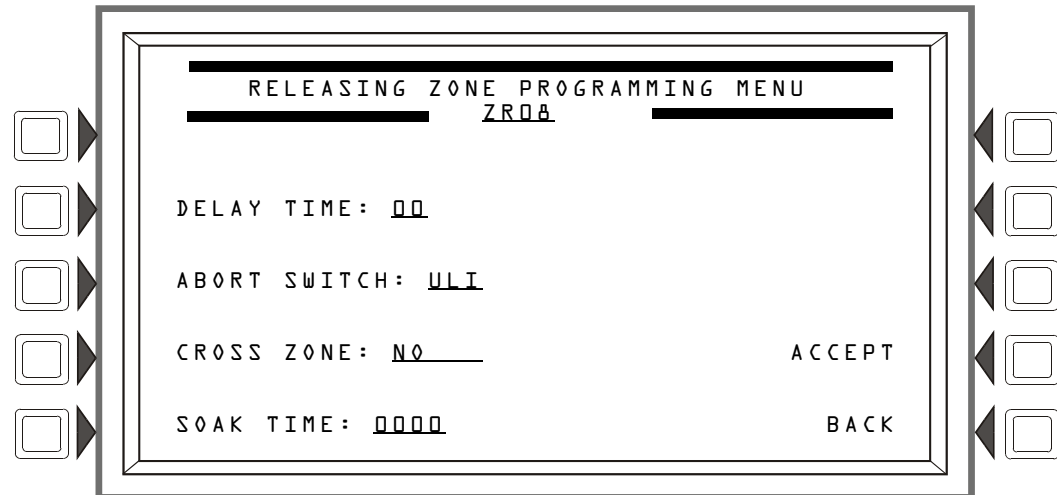 RELEASING ZONE PROGRAMMING MENU
ZR08
DELAY TIME: 00
ABORT SWITCH: ULI
CROSS ZONE: NO
ACCEPT
SOAK TIME: 0000
BACK